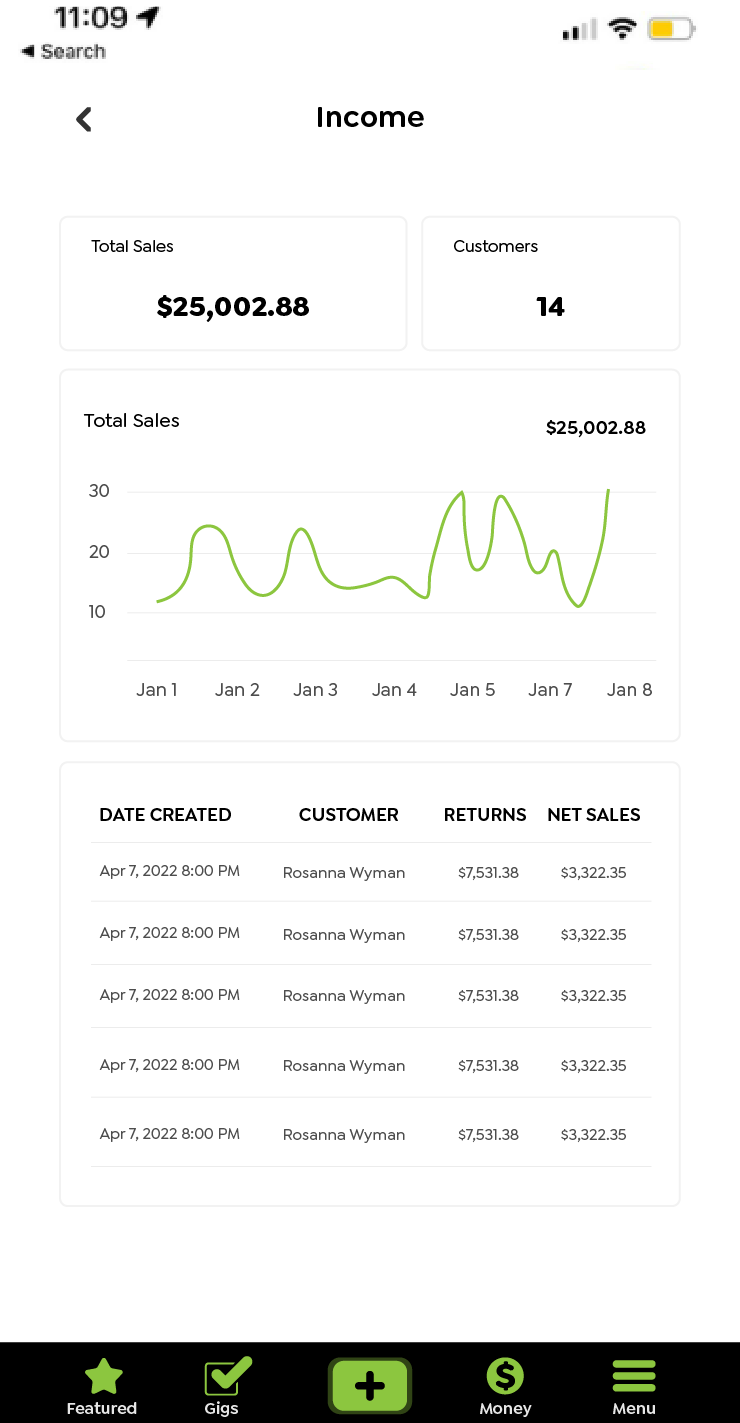 11:09
Search
Income
Total Sales
Customers
$25,002.88
14
Total Sales
$25,002.88
30
20
10
Jan 1 Jan 2 Jan 3 Jan 4 Jan 5 Jan 7 Jan 8
DATE CREATED CUSTOMER RETURNS NET SALES
Apr 7, 2022 8:00 PM Rosanna Wyman $7,531.38 $3,322.35
Apr 7, 2022 8:00 PM Rosanna Wyman $7,531.38 $3,322.35
Apr 7, 2022 8:00 PM Rosanna Wyman $7,531.38 $3,322.35
Apr 7, 2022 8:00 PM Rosanna Wyman $7,531.38 $3,322.35
Apr 7, 2022 8:00 PM Rosanna Wyman $7,531.38 $3,322.35
Featured Gigs Money Menu